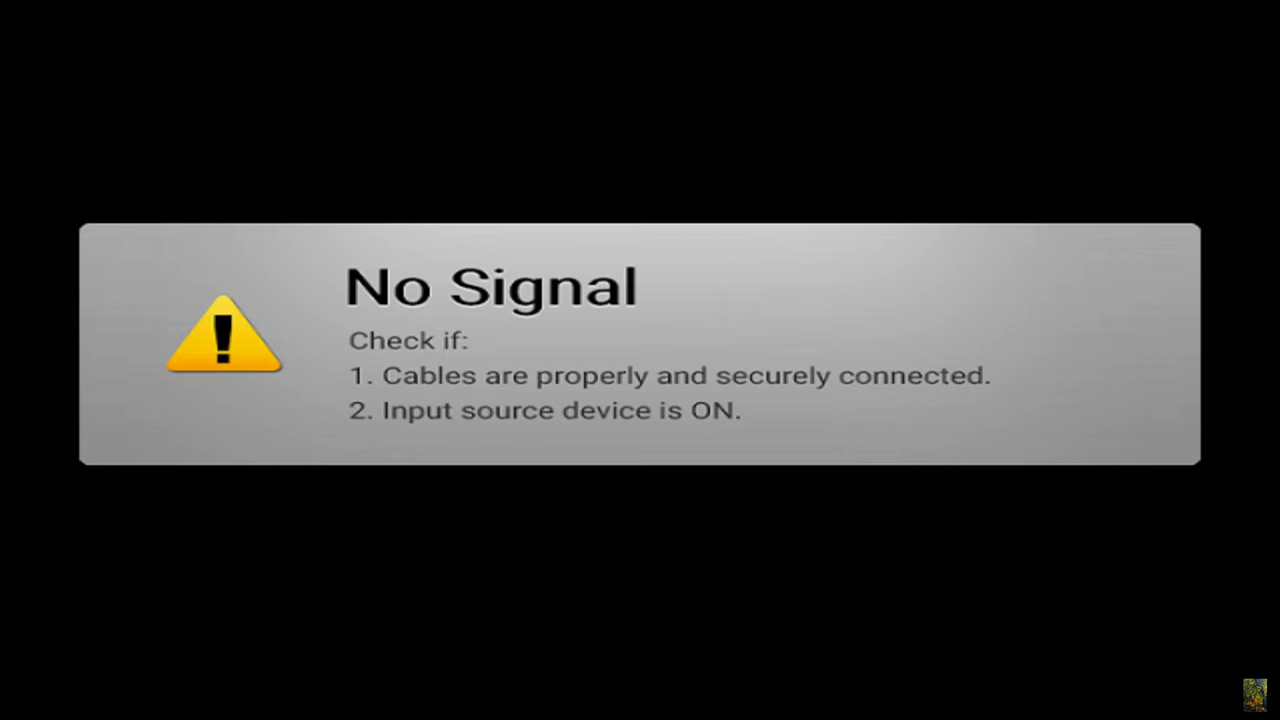 No Signal
Check if:
1. Cables are properly and securely connected.
2. Input source device is ON.